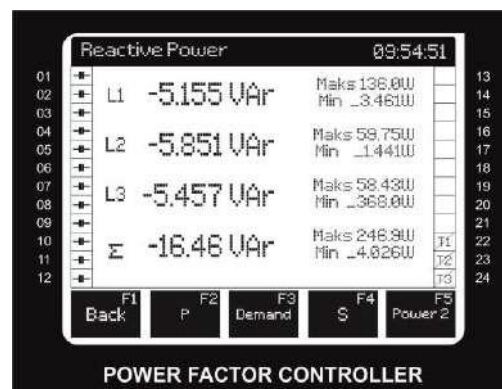 Reactive Power 09:54:51
01 13
02 L1 -5.155 VAr Maks 136.0W 14
03 Min _3.461W 15
04 16
05 L2 -5.851 VAr Maks 59.75W 17
06 Min _1.441W 18
07 19
08 L3 -5.457 VAr Maks 58.43W 20
09 Min _368.0W 21
10 Σ -16.46 VAr Maks 246.9W T1 22
11 Min _4.026W T2 23
12 T3 24
F1 F2 F3 F4 F5
Back P Demand S Power 2
POWER FACTOR CONTROLLER